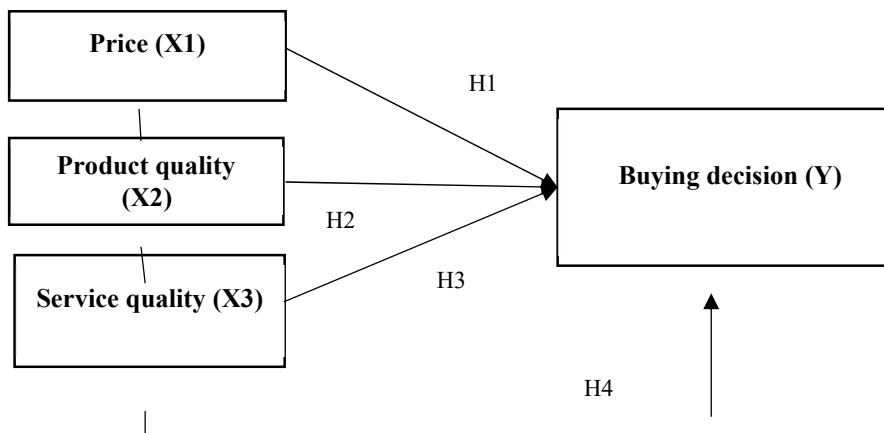 Price (X1)
H1
Product quality
(X2)
Buying decision (Y)
H2
Service quality (X3)
H3
H4